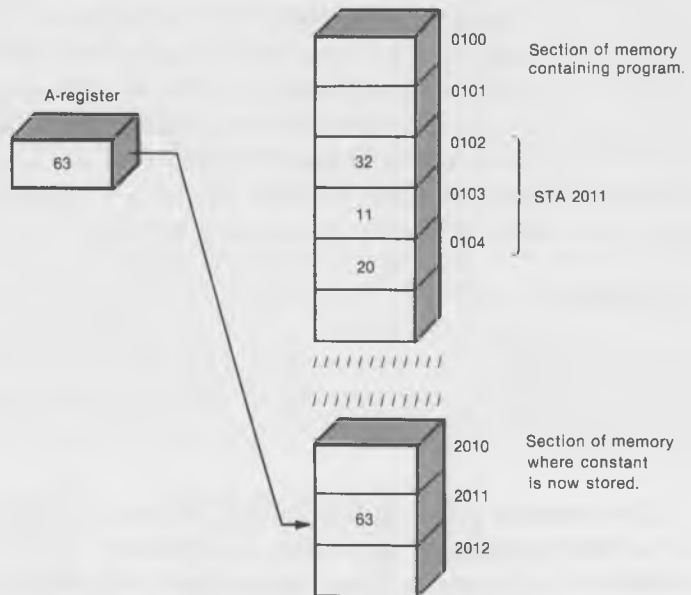 0100
Section of memory
containing program.
0101
A-register
0102
63
32
0103
STA 2011
11
0104
20
2010
Section of memory
where constant
is now stored.
2011
63
2012